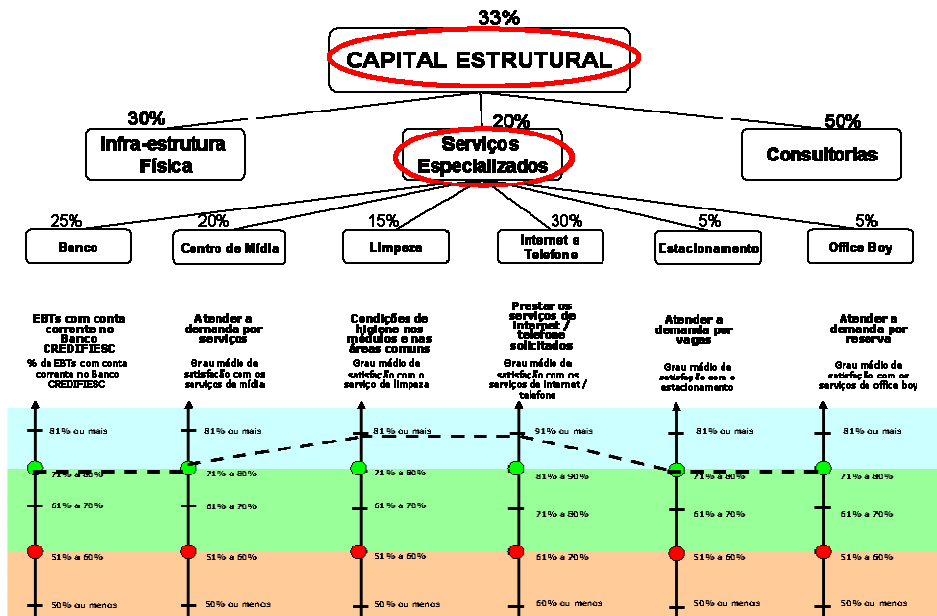 33%
CAPITAL ESTRUTURAL
30%
20%
50%
Infra-estrutura
Física
Serviços
Especializados
Consultorias
25%
20%
15%
30%
5%
5%
Banco
Centro de Mídia
Limpeza
Internet e
Telefone
Estacionamento
Office Boy
EBTs com conta
corrente no
Banco
CREDIFIESC
% de EBTs com conta
corrente no Banco
CREDIFIESC
Atender a
demanda por
serviços
Grau médio de
satisfação com os
serviços de mídia
Condições de
higiene nos
módulos e nas
áreas comuns
Grau médio de
satisfação com o
serviço de limpeza
Prestar os
serviços de
Internet /
telefone
solicitados
Grau médio de
satisfação com os
serviços de Internet /
telefone
Atender a
demanda por
vagas
Grau médio de
satisfação com o
estacionamento
Atender a
demanda por
reserva
Grau médio de
satisfação com os
serviços de office boy
81% ou mais
71% a 80%
61% a 70%
51% a 60%
50% ou menos
81% ou mais
71% a 80%
61% a 70%
51% a 60%
50% ou menos
81% ou mais
71% a 80%
61% a 70%
51% a 60%
50% ou menos
91% ou mais
81% a 90%
71% a 80%
61% a 70%
60% ou menos
81% ou mais
71% a 80%
61% a 70%
51% a 60%
50% ou menos
81% ou mais
71% a 80%
61% a 70%
51% a 60%
50% ou menos